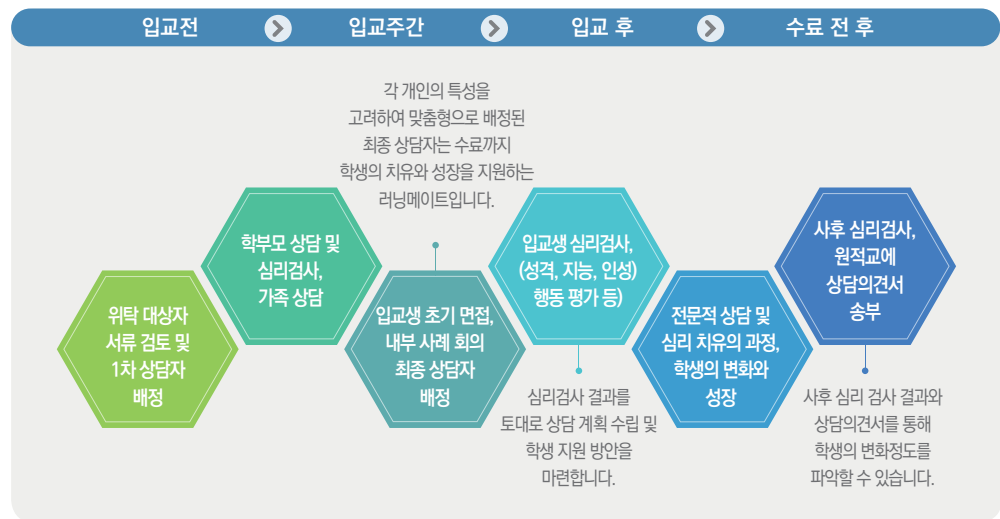 입교전
입교주간
입교 후
수료 전 후
각 개인의 특성을
고려하여 맞춤형으로 배정된
최종 상담자는 수료까지
학생의 치유와 성장을 지원하는
러닝메이트입니다.
위탁 대상자
서류 검토 및
1차 상담자
배정
학부모 상담 및
심리검사,
가족 상담
입교생 초기 면접,
내부 사례 회의
최종 상담자
배정
입교생 심리검사,
(성격, 지능, 인성)
행동 평가 등)
심리검사 결과를
토대로 상담 계획 수립 및
학생 지원 방안을
마련합니다.
전문적 상담 및
심리 치유의 과정,
학생의 변화와
성장
사후 심리검사,
원적교에
상담의견서
송부
사후 심리 검사 결과와
상담의견서를 통해
학생의 변화정도를
파악할 수 있습니다.